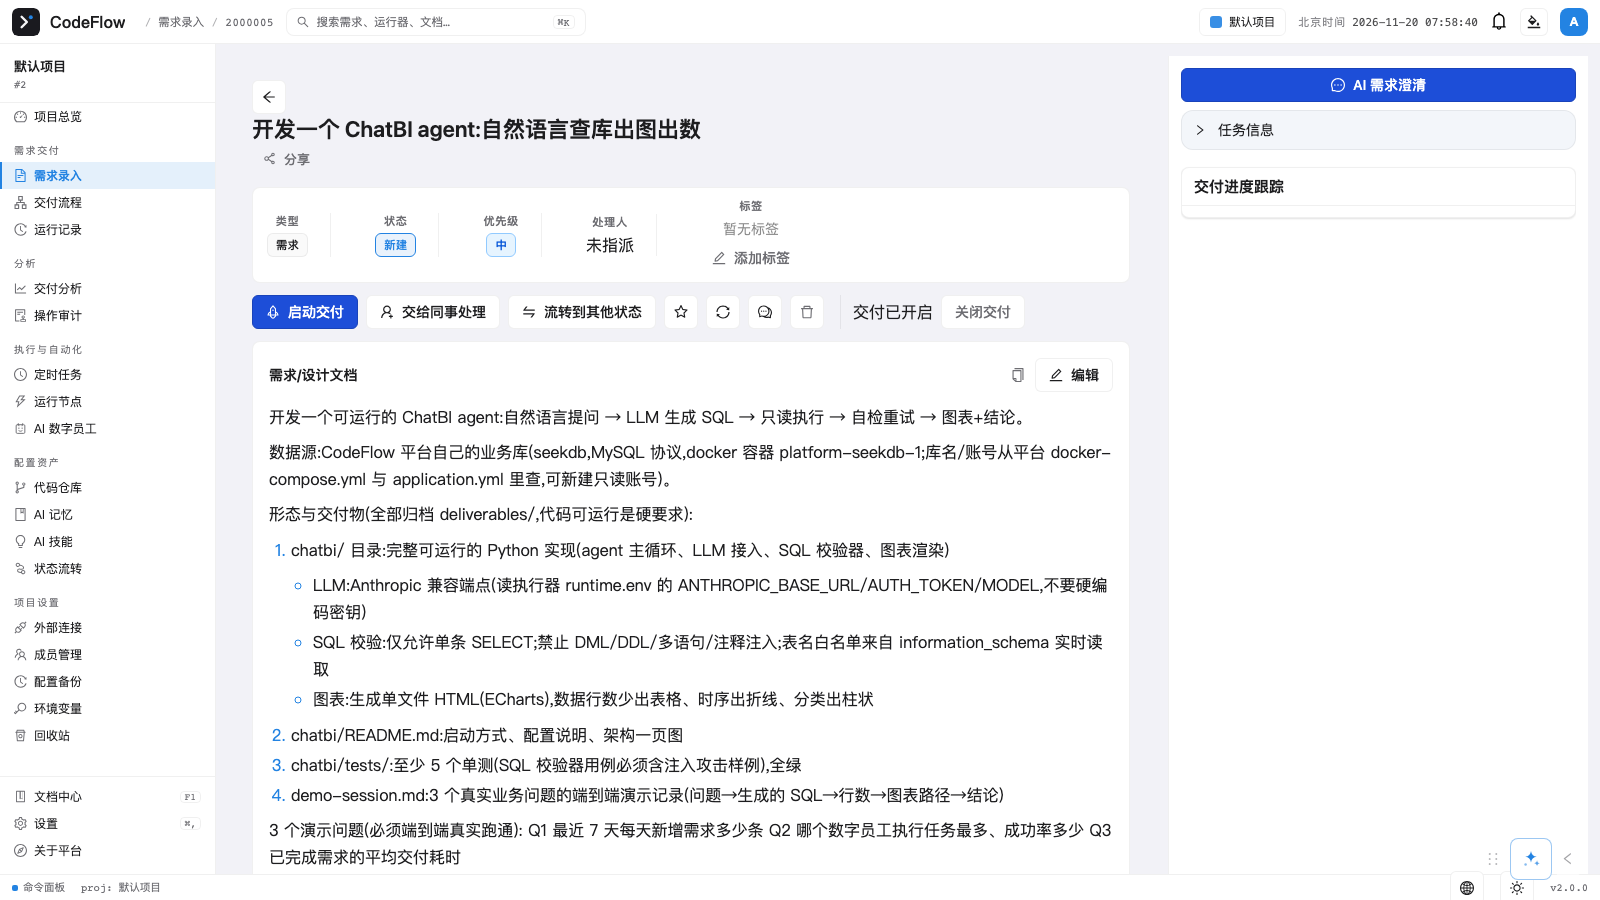 CodeFlow
/ 需求录入 / 2000005
搜索需求、运行器、文档…
⌘K
默认项目
北京时间 2026-11-20 07:58:40
A
默认项目
#2
项目总览
需求交付
需求录入
交付流程
运行记录
分析
交付分析
操作审计
执行与自动化
定时任务
运行节点
AI 数字员工
配置资产
代码仓库
AI 记忆
AI 技能
状态流转
项目设置
外部连接
成员管理
配置备份
环境变量
回收站
文档中心 F1
设置 ⌘,
关于平台
开发一个 ChatBI agent:自然语言查库出图出数
分享
类型
需求
状态
新建
优先级
中
处理人
未指派
标签
暂无标签
添加标签
启动交付
交给同事处理
流转到其他状态
交付已开启
关闭交付
需求/设计文档
编辑
开发一个可运行的 ChatBI agent:自然语言提问 → LLM 生成 SQL → 只读执行 → 自检重试 → 图表+结论。
数据源:CodeFlow 平台自己的业务库(seekdb,MySQL 协议,docker 容器 platform-seekdb-1;库名/账号从平台 docker-
compose.yml 与 application.yml 里查,可新建只读账号)。
形态与交付物(全部归档 deliverables/,代码可运行是硬要求):
1. chatbi/ 目录:完整可运行的 Python 实现(agent 主循环、LLM 接入、SQL 校验器、图表渲染)
LLM:Anthropic 兼容端点(读执行器 runtime.env 的 ANTHROPIC_BASE_URL/AUTH_TOKEN/MODEL,不要硬编
码密钥)
SQL 校验:仅允许单条 SELECT;禁止 DML/DDL/多语句/注释注入;表名白名单来自 information_schema 实时读
取
图表:生成单文件 HTML(ECharts),数据行数少出表格、时序出折线、分类出柱状
2. chatbi/README.md:启动方式、配置说明、架构一页图
3. chatbi/tests/:至少 5 个单测(SQL 校验器用例必须含注入攻击样例),全绿
4. demo-session.md:3 个真实业务问题的端到端演示记录(问题→生成的 SQL→行数→图表路径→结论)
3 个演示问题(必须端到端真实跑通): Q1 最近 7 天每天新增需求多少条 Q2 哪个数字员工执行任务最多、成功率多少 Q3
已完成需求的平均交付耗时
AI 需求澄清
任务信息
交付进度跟踪
命令面板 proj: 默认项目
v2.0.0